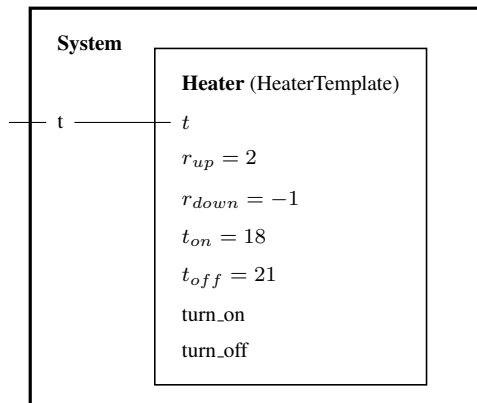 System
Heater (HeaterTemplate)
t t
r_up = 2
r_down = −1
t_on = 18
t_off = 21
turn_on
turn_off